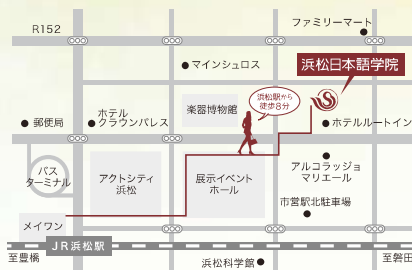 ファミリーマート
R152
浜松日本語学院
マインシュロス
浜松駅から
徒歩8分
楽器博物館
郵便局
ホテル
クラウンパレス
ホテルルートイン
バス
ターミナル
アクトシティ
浜松
展示イベント
ホール
アルコラッジョ
マリエール
市営駅北駐車場
メイワン
JR浜松駅
至豊橋
至磐田
浜松科学館